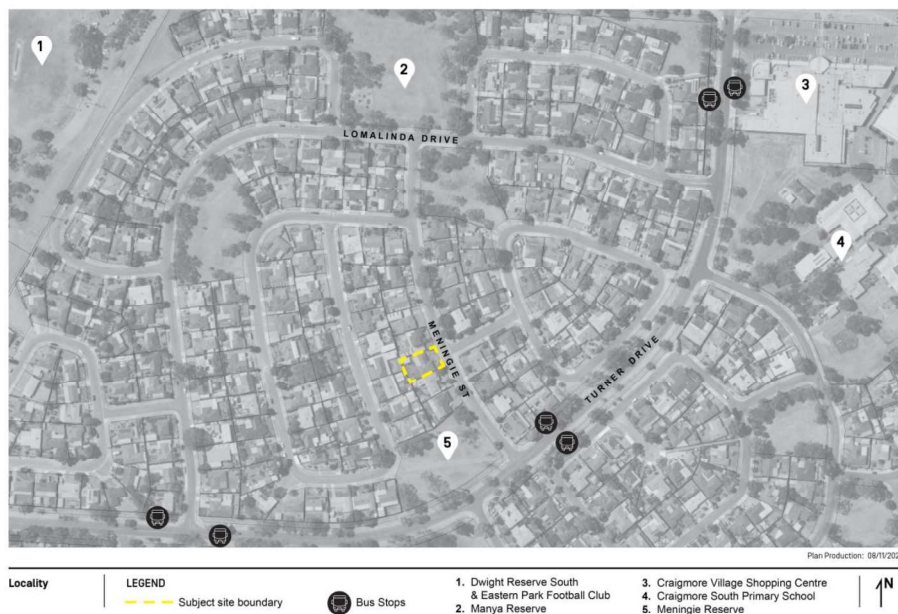 1
2
3
LOMALINDA DRIVE
4
MENINGIE ST
TURNER DRIVE
5
Plan Production: 08/11/202
Locality
LEGEND
Subject site boundary
Bus Stops
1. Dwight Reserve South
& Eastern Park Football Club
2. Manya Reserve
3. Craigmore Village Shopping Centre
4. Craigmore South Primary School
5. Meningie Reserve
N